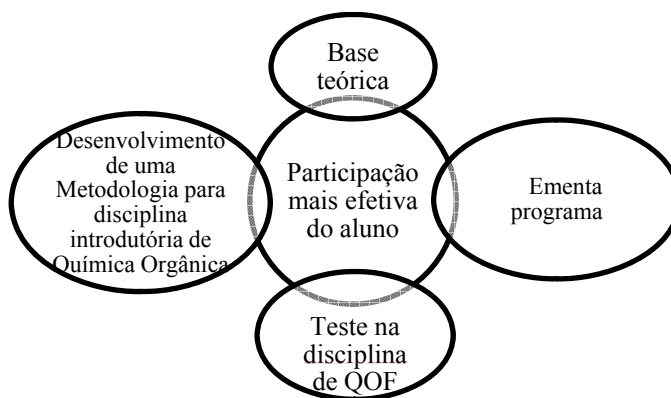 Base
teórica
Desenvolvimento
de uma
Metodologia para
disciplina
introdutória de
Química Orgânica
Participação
mais efetiva
do aluno
Ementa
programa
Teste na
disciplina
de QOF